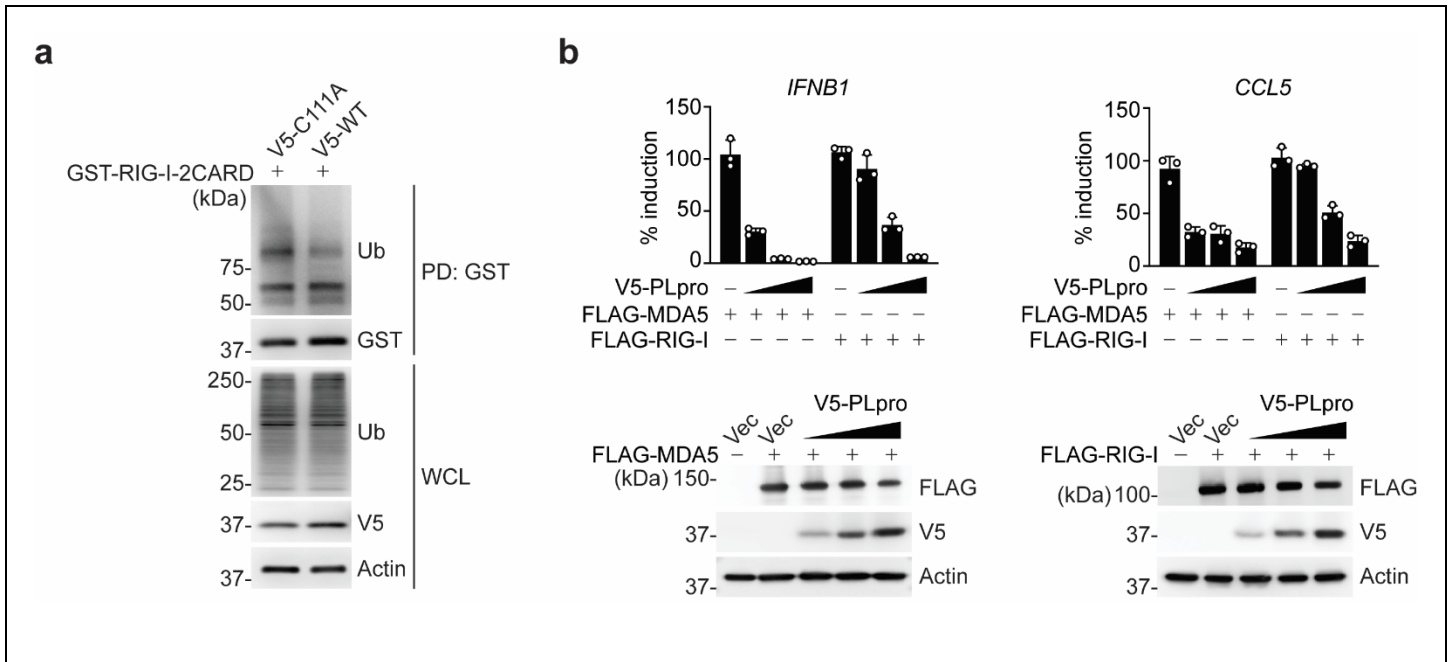 a
V5-C111A
V5-WT
GST-RIG-I-2CARD + +
(kDa)
75-
50-
Ub
37-
GST
PD: GST
250-
50-
25-
Ub
37-
V5
37-
Actin
WCL
b
IFNB1
% induction
150
100
50
0
V5-PLpro – –
FLAG-MDA5 + + + + – – – –
FLAG-RIG-I – – – – + + + +
CCL5
% induction
150
100
50
0
V5-PLpro – –
FLAG-MDA5 + + + + – – – –
FLAG-RIG-I – – – – + + + +
Vec Vec V5-PLpro
FLAG-MDA5 – + + + +
(kDa) 150- FLAG
37- V5
37- Actin
Vec Vec V5-PLpro
FLAG-RIG-I – + + + +
(kDa) 100- FLAG
37- V5
37- Actin